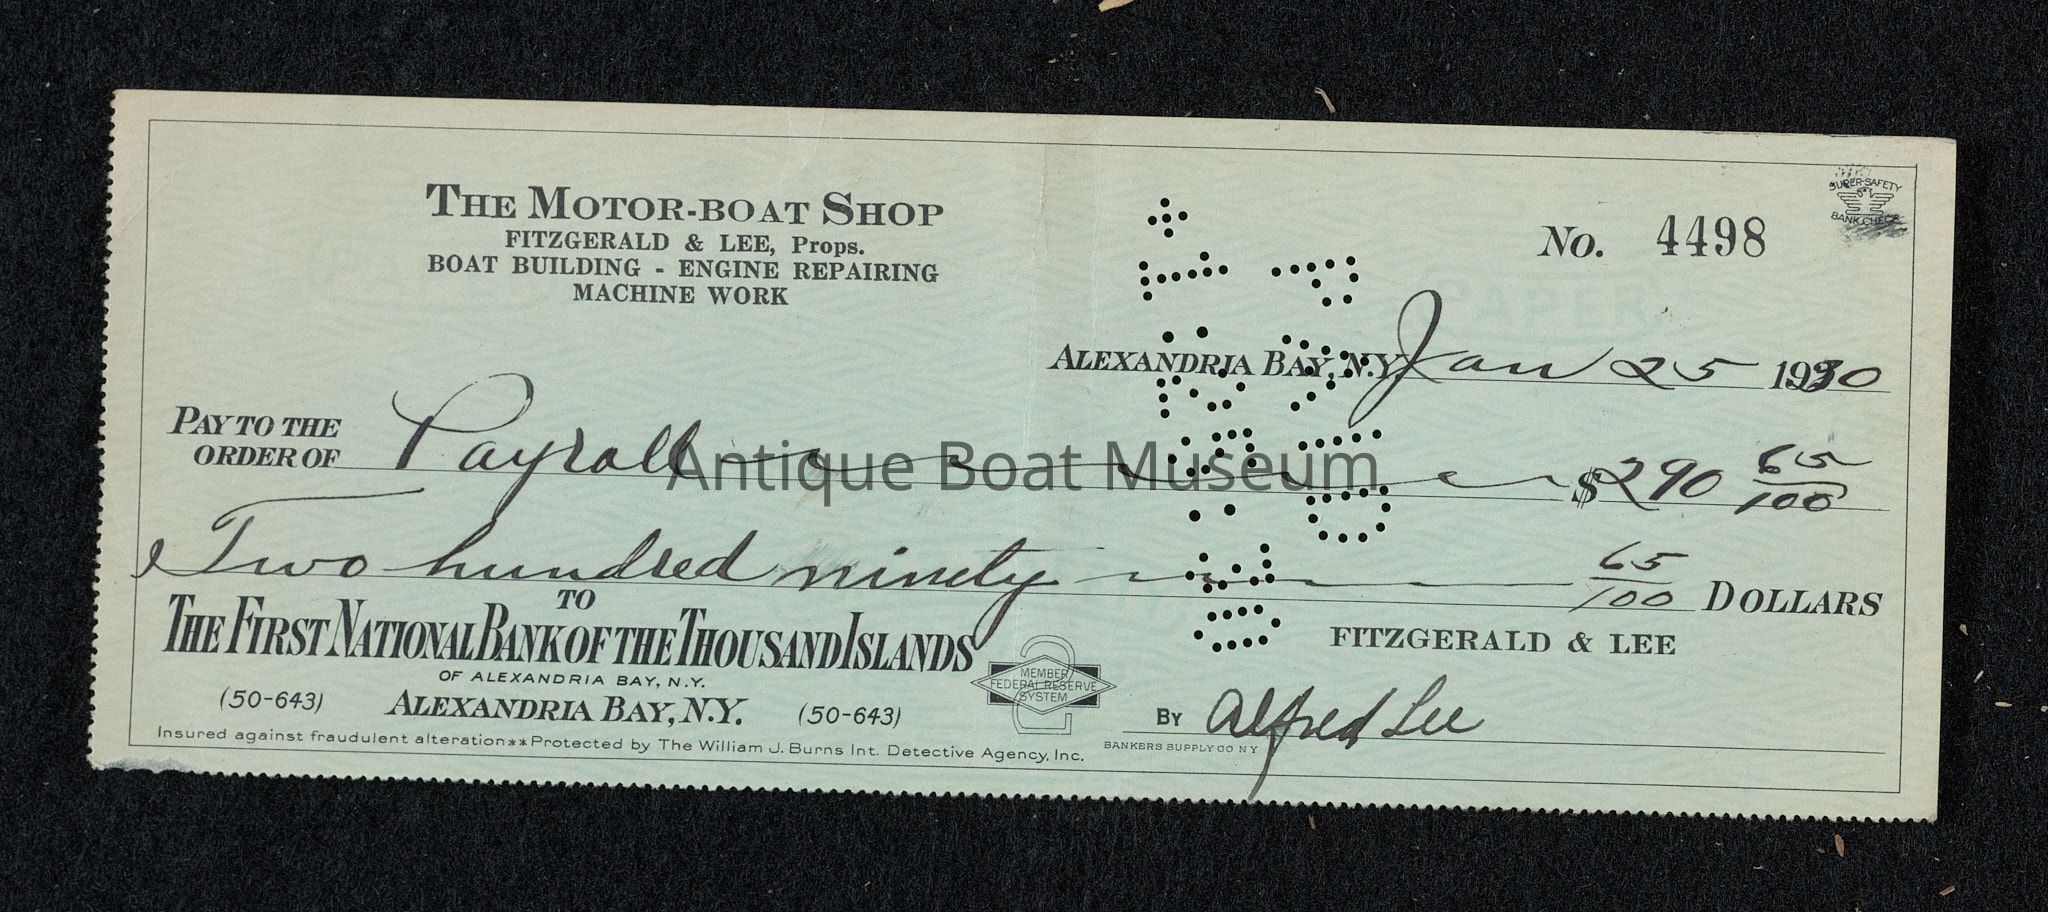 THE MOTOR-BOAT SHOP
FITZGERALD & LEE, Props.
BOAT BUILDING - ENGINE REPAIRING
MACHINE WORK
SUPER-SAFETY
BANK CHECK
No. 4498
ALEXANDRIA BAY, N.Y. Jan 25 1930
PAY TO THE
ORDER OF Payroll $290 65/100
Antique Boat Museum
Two hundred ninety 65/100 DOLLARS
TO
THE FIRST NATIONAL BANK OF THE THOUSAND ISLANDS
OF ALEXANDRIA BAY, N.Y.
(50-643) ALEXANDRIA BAY, N.Y. (50-643)
MEMBER
FEDERAL RESERVE
SYSTEM
FITZGERALD & LEE
BY Alfred Lee
Insured against fraudulent alteration**Protected by The William J. Burns Int. Detective Agency, Inc.
BANKERS SUPPLY CO N Y